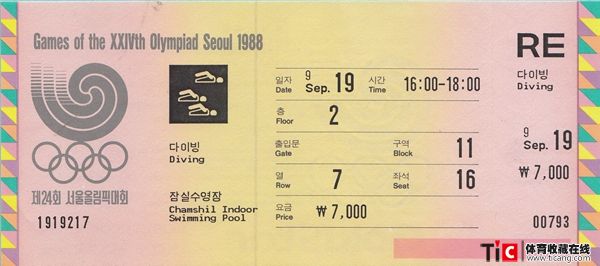 Games of the XXIVth Olympiad Seoul 1988
제24회 서울올림픽대회
1919217
다이빙
Diving
잠실수영장
Chamshil Indoor
Swimming Pool
일자 9
Date Sep. 19
시간
Time 16:00-18:00
층
Floor 2
출입문
Gate
구역
Block 11
열
Row 7
좌석
Seat 16
요금
Price ₩7,000
RE
다이빙
Diving
9
Sep. 19
₩7,000
00793
TiC 体育收藏在线
www.ticang.com